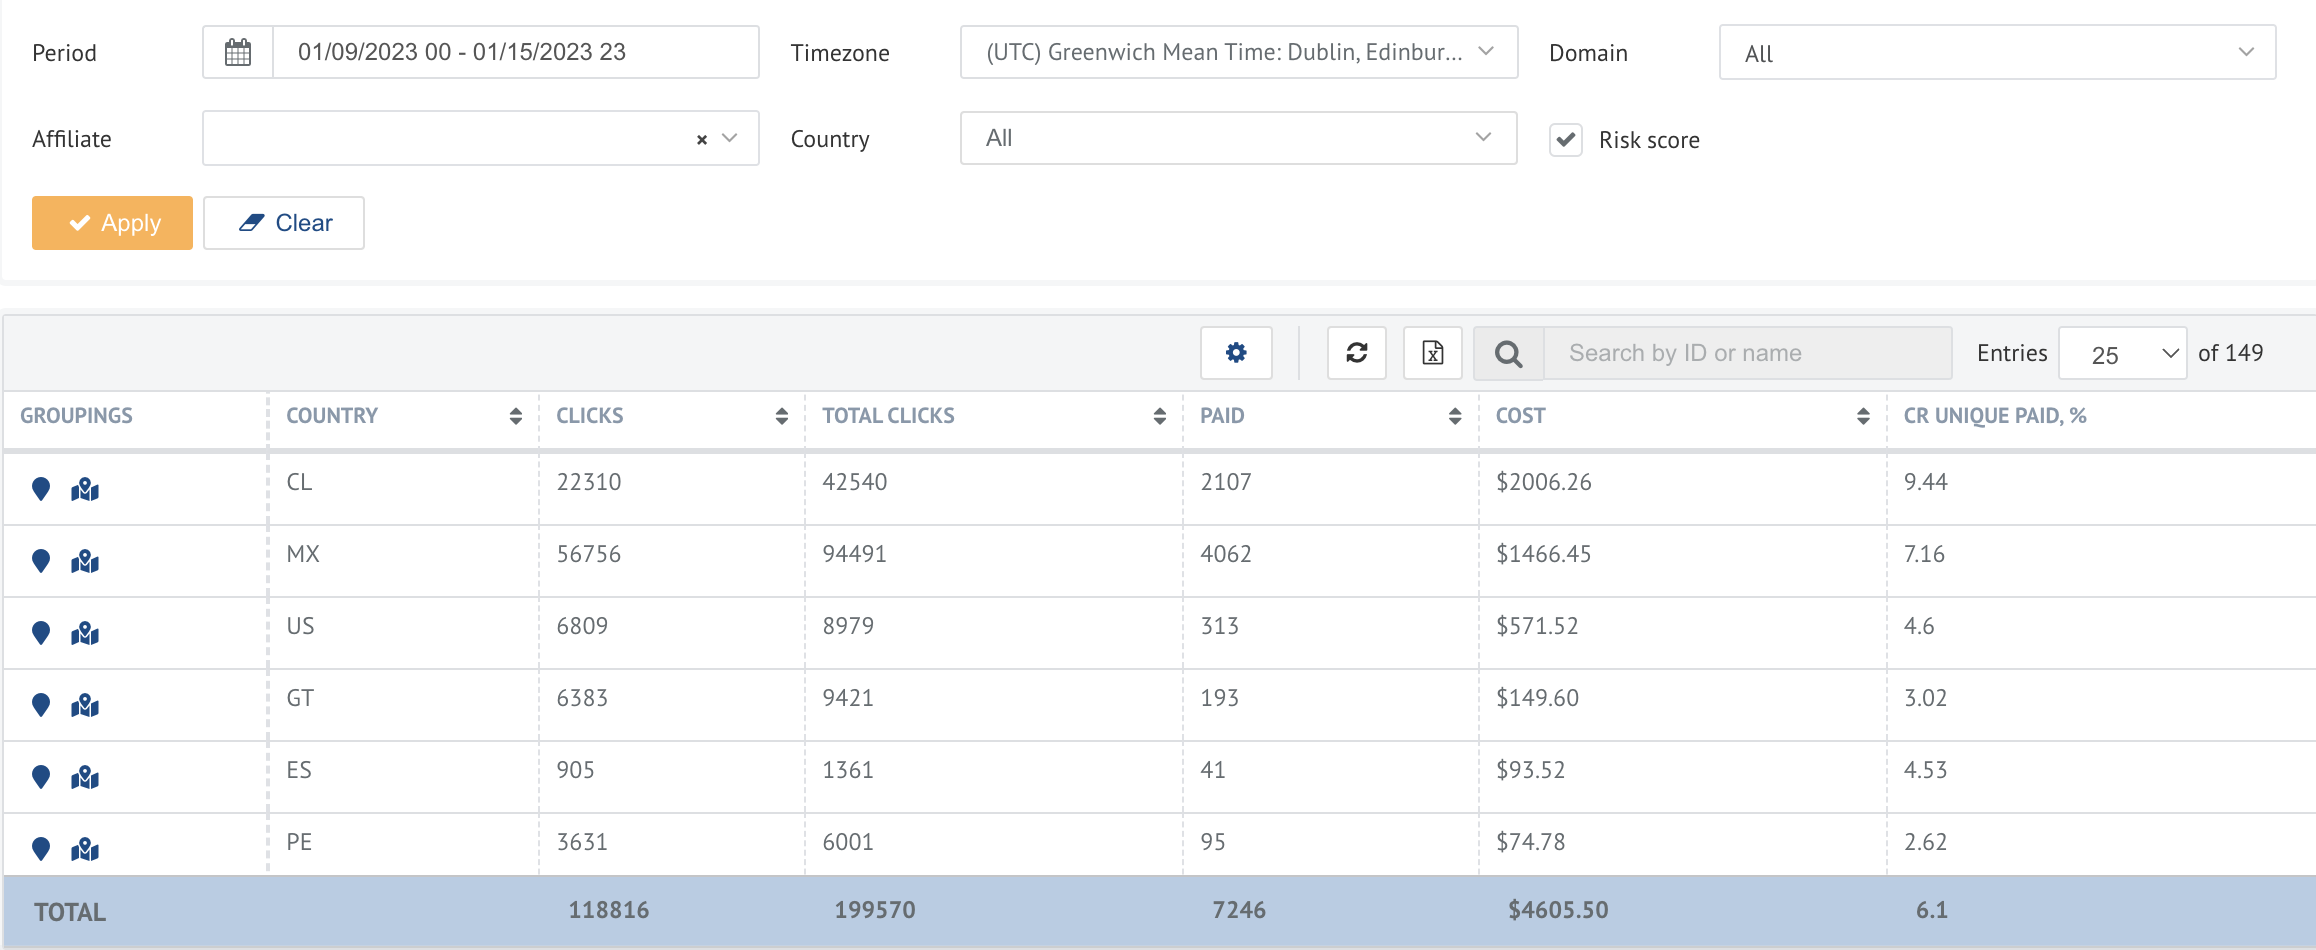 Period 01/09/2023 00 - 01/15/2023 23 Timezone (UTC) Greenwich Mean Time: Dublin, Edinbur... Domain All
Affiliate × Country All Risk score
Apply Clear
Search by ID or name Entries 25 of 149
GROUPINGS COUNTRY CLICKS TOTAL CLICKS PAID COST CR UNIQUE PAID, %
CL 22310 42540 2107 $2006.26 9.44
MX 56756 94491 4062 $1466.45 7.16
US 6809 8979 313 $571.52 4.6
GT 6383 9421 193 $149.60 3.02
ES 905 1361 41 $93.52 4.53
PE 3631 6001 95 $74.78 2.62
TOTAL 118816 199570 7246 $4605.50 6.1